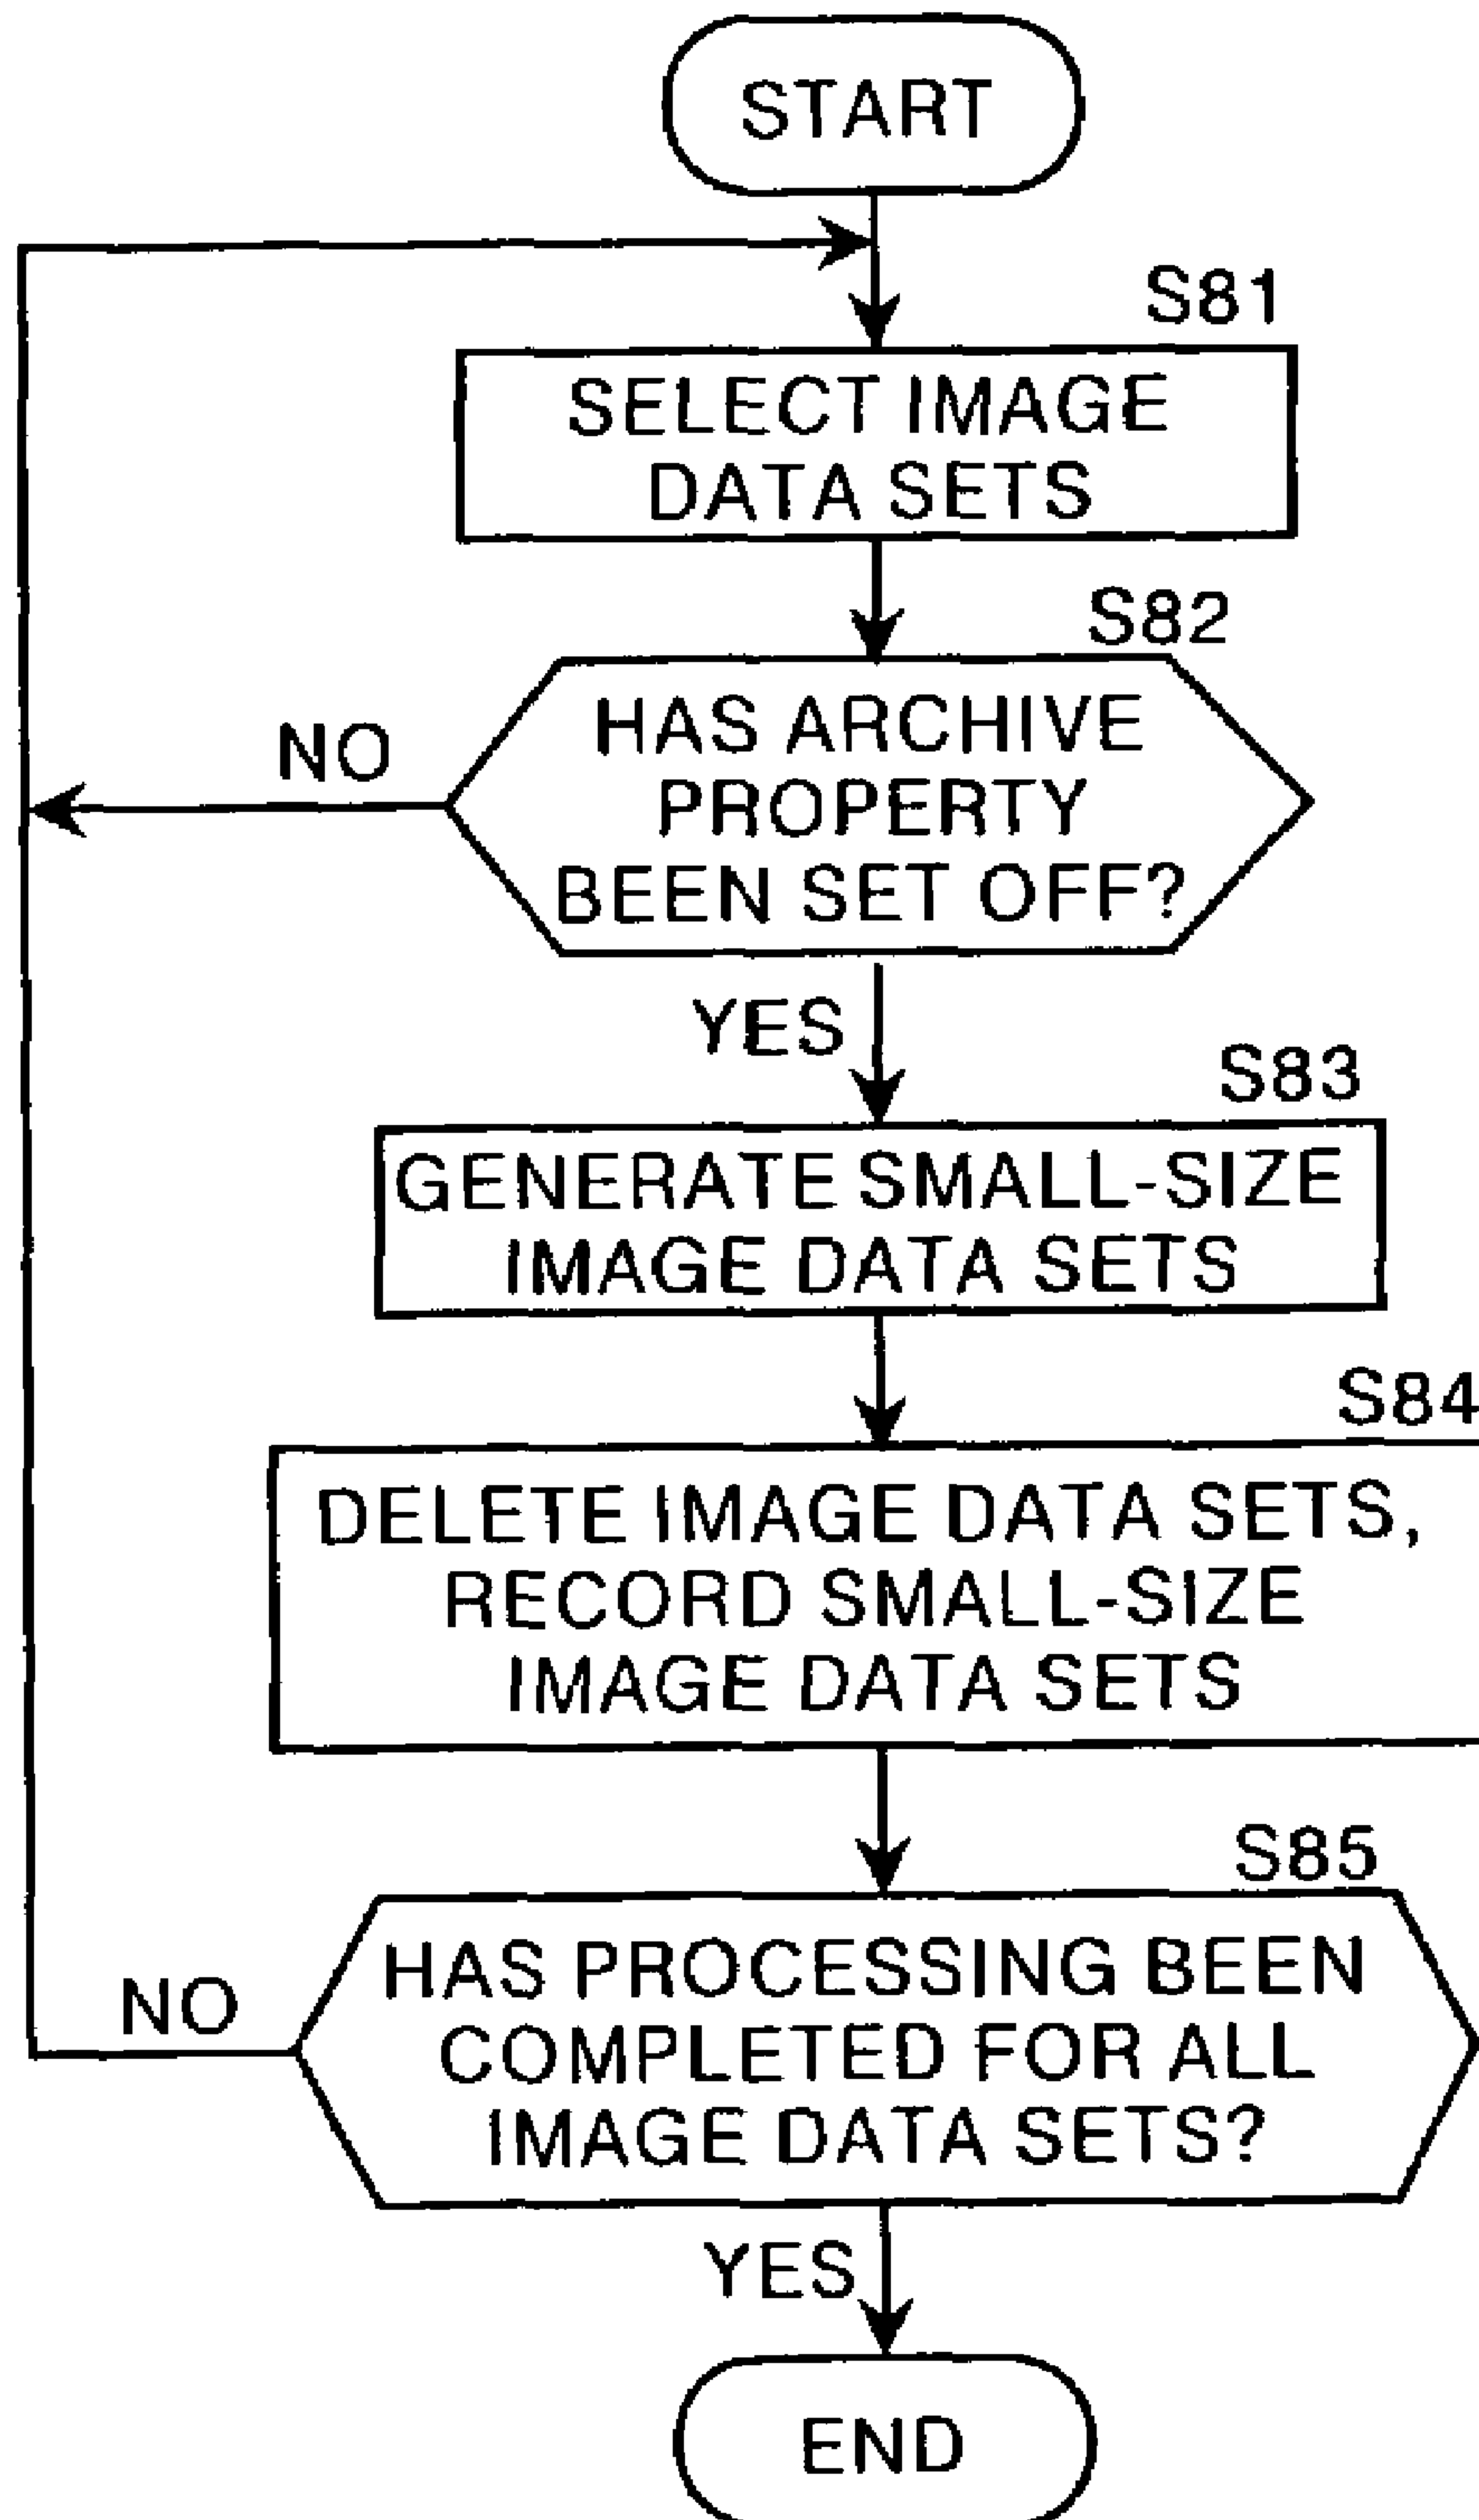 START
S81
SELECT IMAGE
DATA SETS
S82
HAS ARCHIVE
PROPERTY
BEEN SET OFF?
NO
YES
S83
GENERATE SMALL-SIZE
IMAGE DATA SETS
S84
DELETE IMAGE DATA SETS,
RECORD SMALL-SIZE
IMAGE DATA SETS
S85
HAS PROCESSING BEEN
COMPLETED FOR ALL
IMAGE DATA SETS?
NO
YES
END